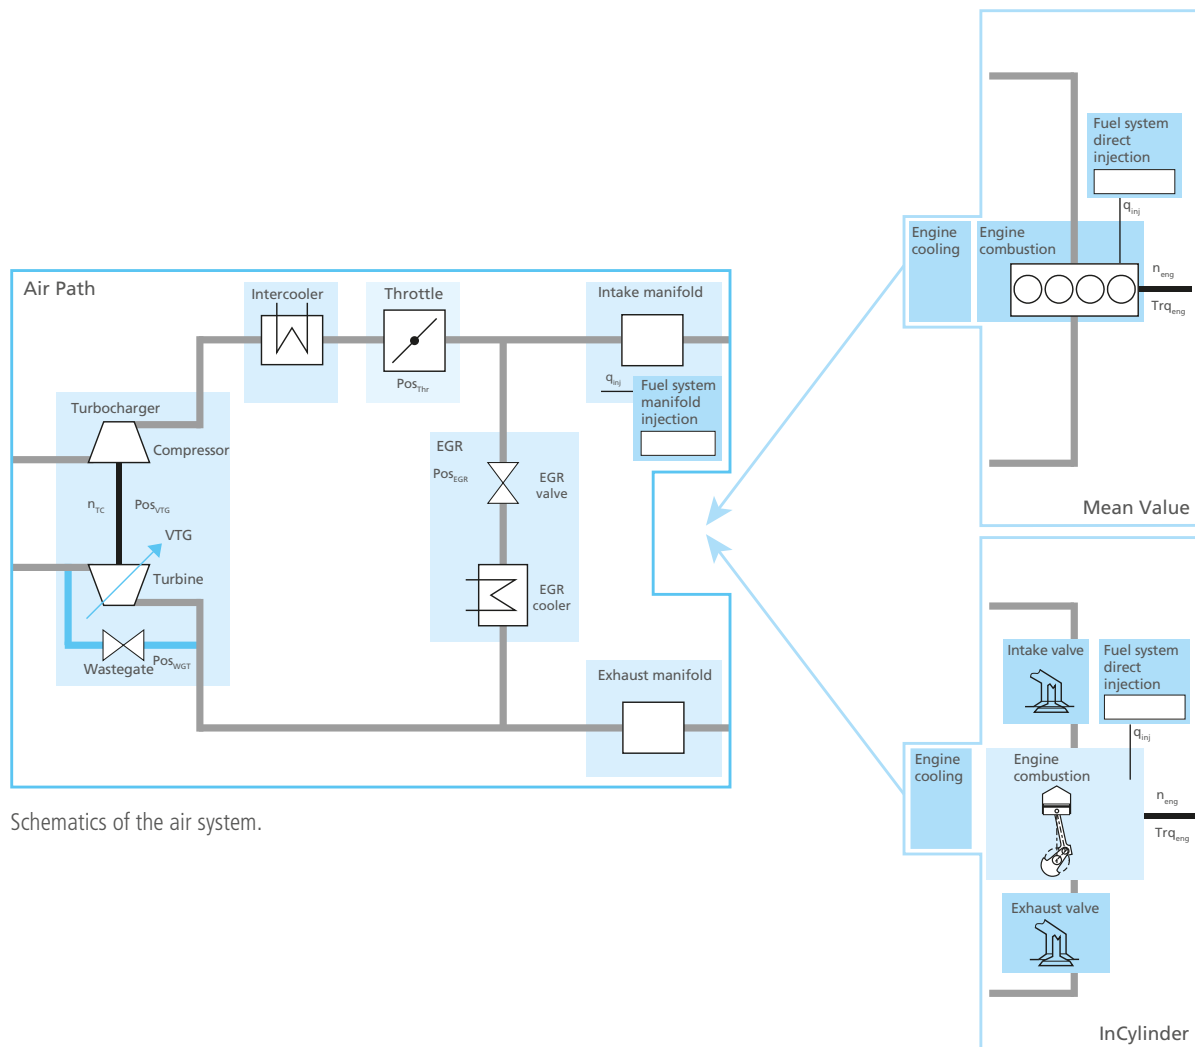 Air Path
Intercooler
Throttle
Pos_Thr
Intake manifold
q_inj
Fuel system
manifold
injection
Turbocharger
Compressor
n_TC
Pos_VTG
VTG
Turbine
Wastegate
Pos_WGT
EGR
Pos_EGR
EGR
valve
EGR
cooler
Exhaust manifold
Schematics of the air system.
Fuel system
direct
injection
q_inj
Engine
cooling
Engine
combustion
n_eng
Trq_eng
Mean Value
Intake valve
Fuel system
direct
injection
q_inj
Engine
cooling
Engine
combustion
n_eng
Trq_eng
Exhaust valve
InCylinder